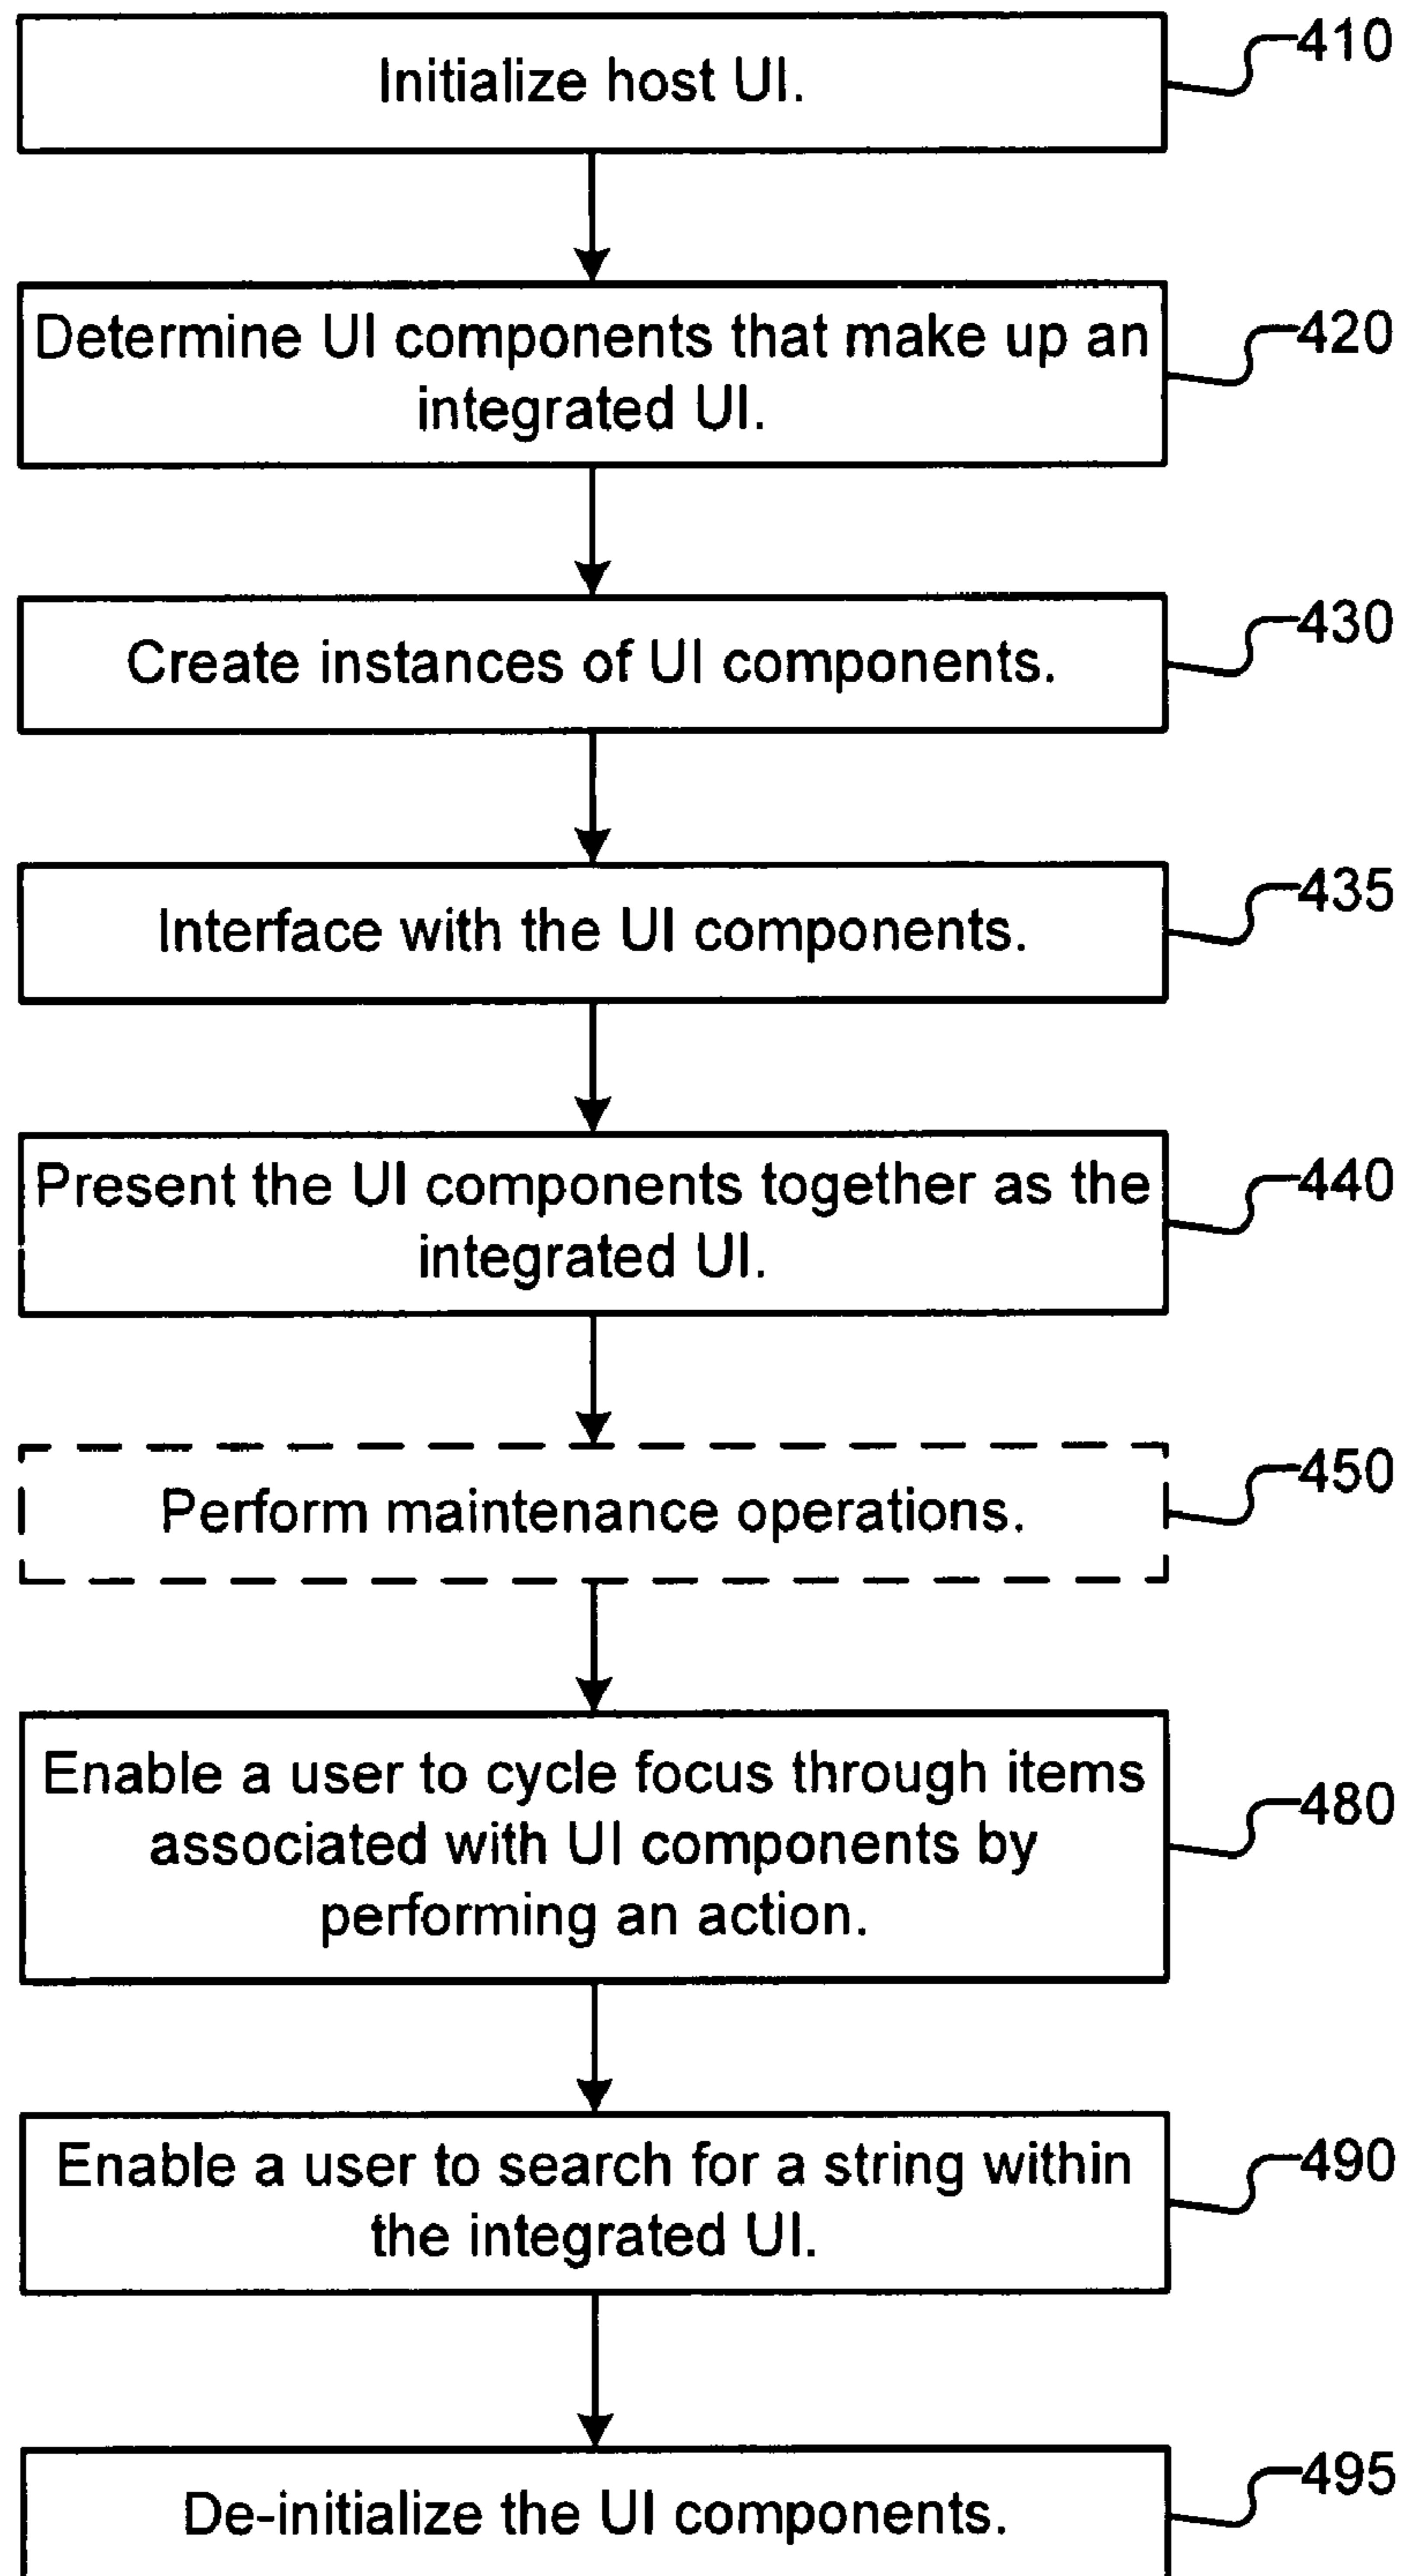 Initialize host UI.
410
Determine UI components that make up an
integrated UI.
420
Create instances of UI components.
430
Interface with the UI components.
435
Present the UI components together as the
integrated UI.
440
Perform maintenance operations.
450
Enable a user to cycle focus through items
associated with UI components by
performing an action.
480
Enable a user to search for a string within
the integrated UI.
490
De-initialize the UI components.
495